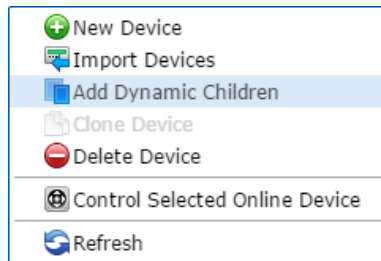 New Device
Import Devices
Add Dynamic Children
Clone Device
Delete Device
Control Selected Online Device
Refresh